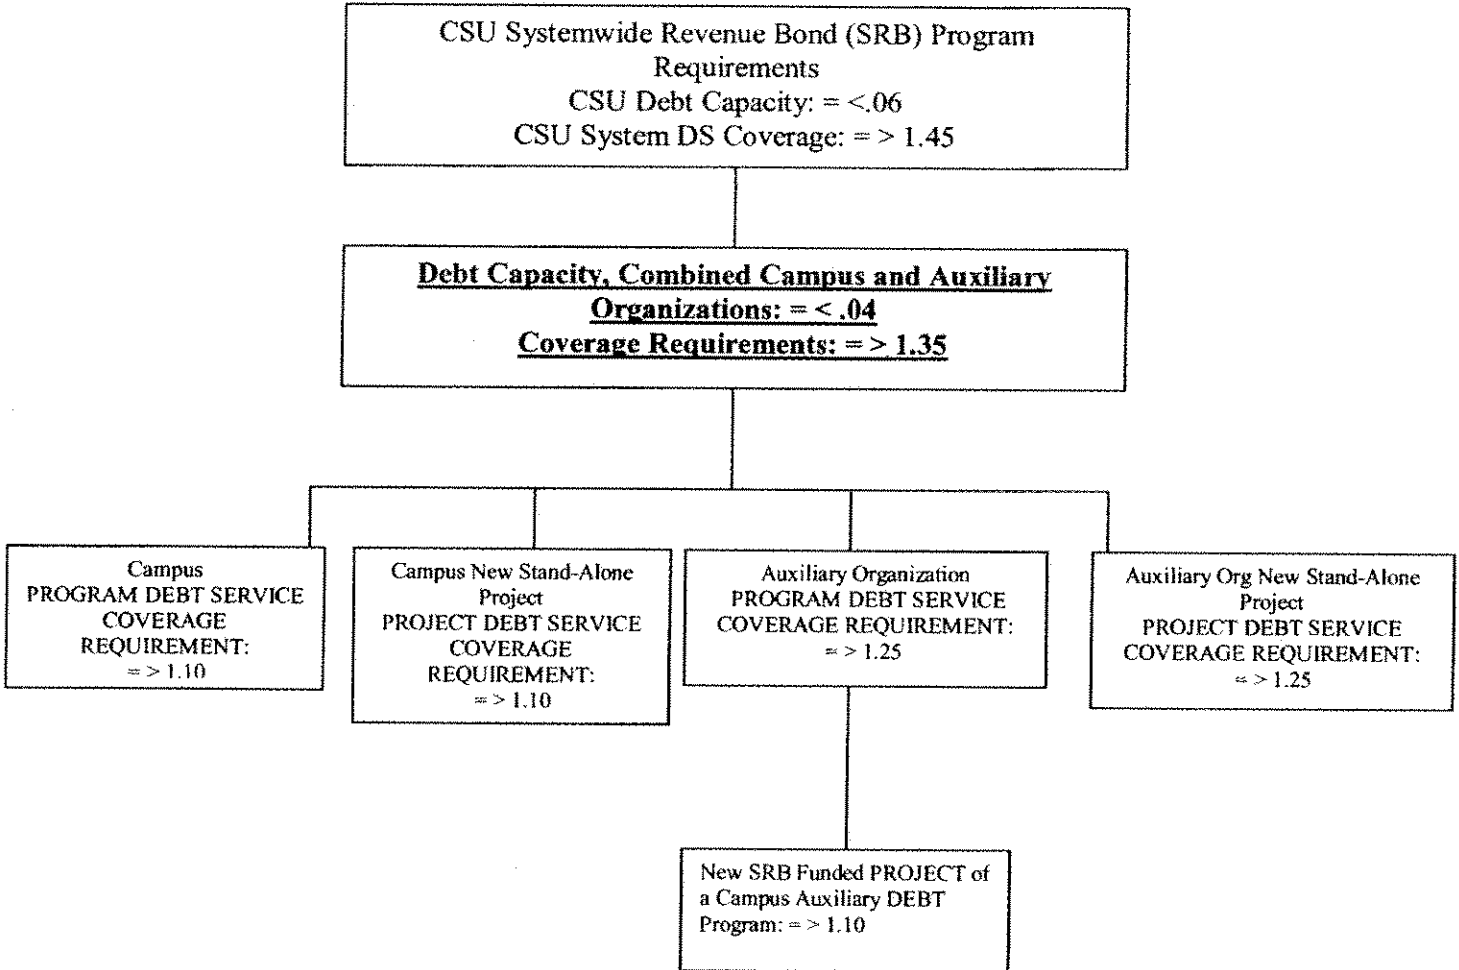 CSU Systemwide Revenue Bond (SRB) Program
Requirements
CSU Debt Capacity: = <.06
CSU System DS Coverage: = > 1.45
Debt Capacity, Combined Campus and Auxiliary
Organizations: = < .04
Coverage Requirements: = > 1.35
Campus
PROGRAM DEBT SERVICE
COVERAGE
REQUIREMENT:
= > 1.10
Campus New Stand-Alone
Project
PROJECT DEBT SERVICE
COVERAGE
REQUIREMENT:
= > 1.10
Auxiliary Organization
PROGRAM DEBT SERVICE
COVERAGE REQUIREMENT:
= > 1.25
Auxiliary Org New Stand-Alone
Project
PROJECT DEBT SERVICE
COVERAGE REQUIREMENT:
= > 1.25
New SRB Funded PROJECT of
a Campus Auxiliary DEBT
Program: = > 1.10